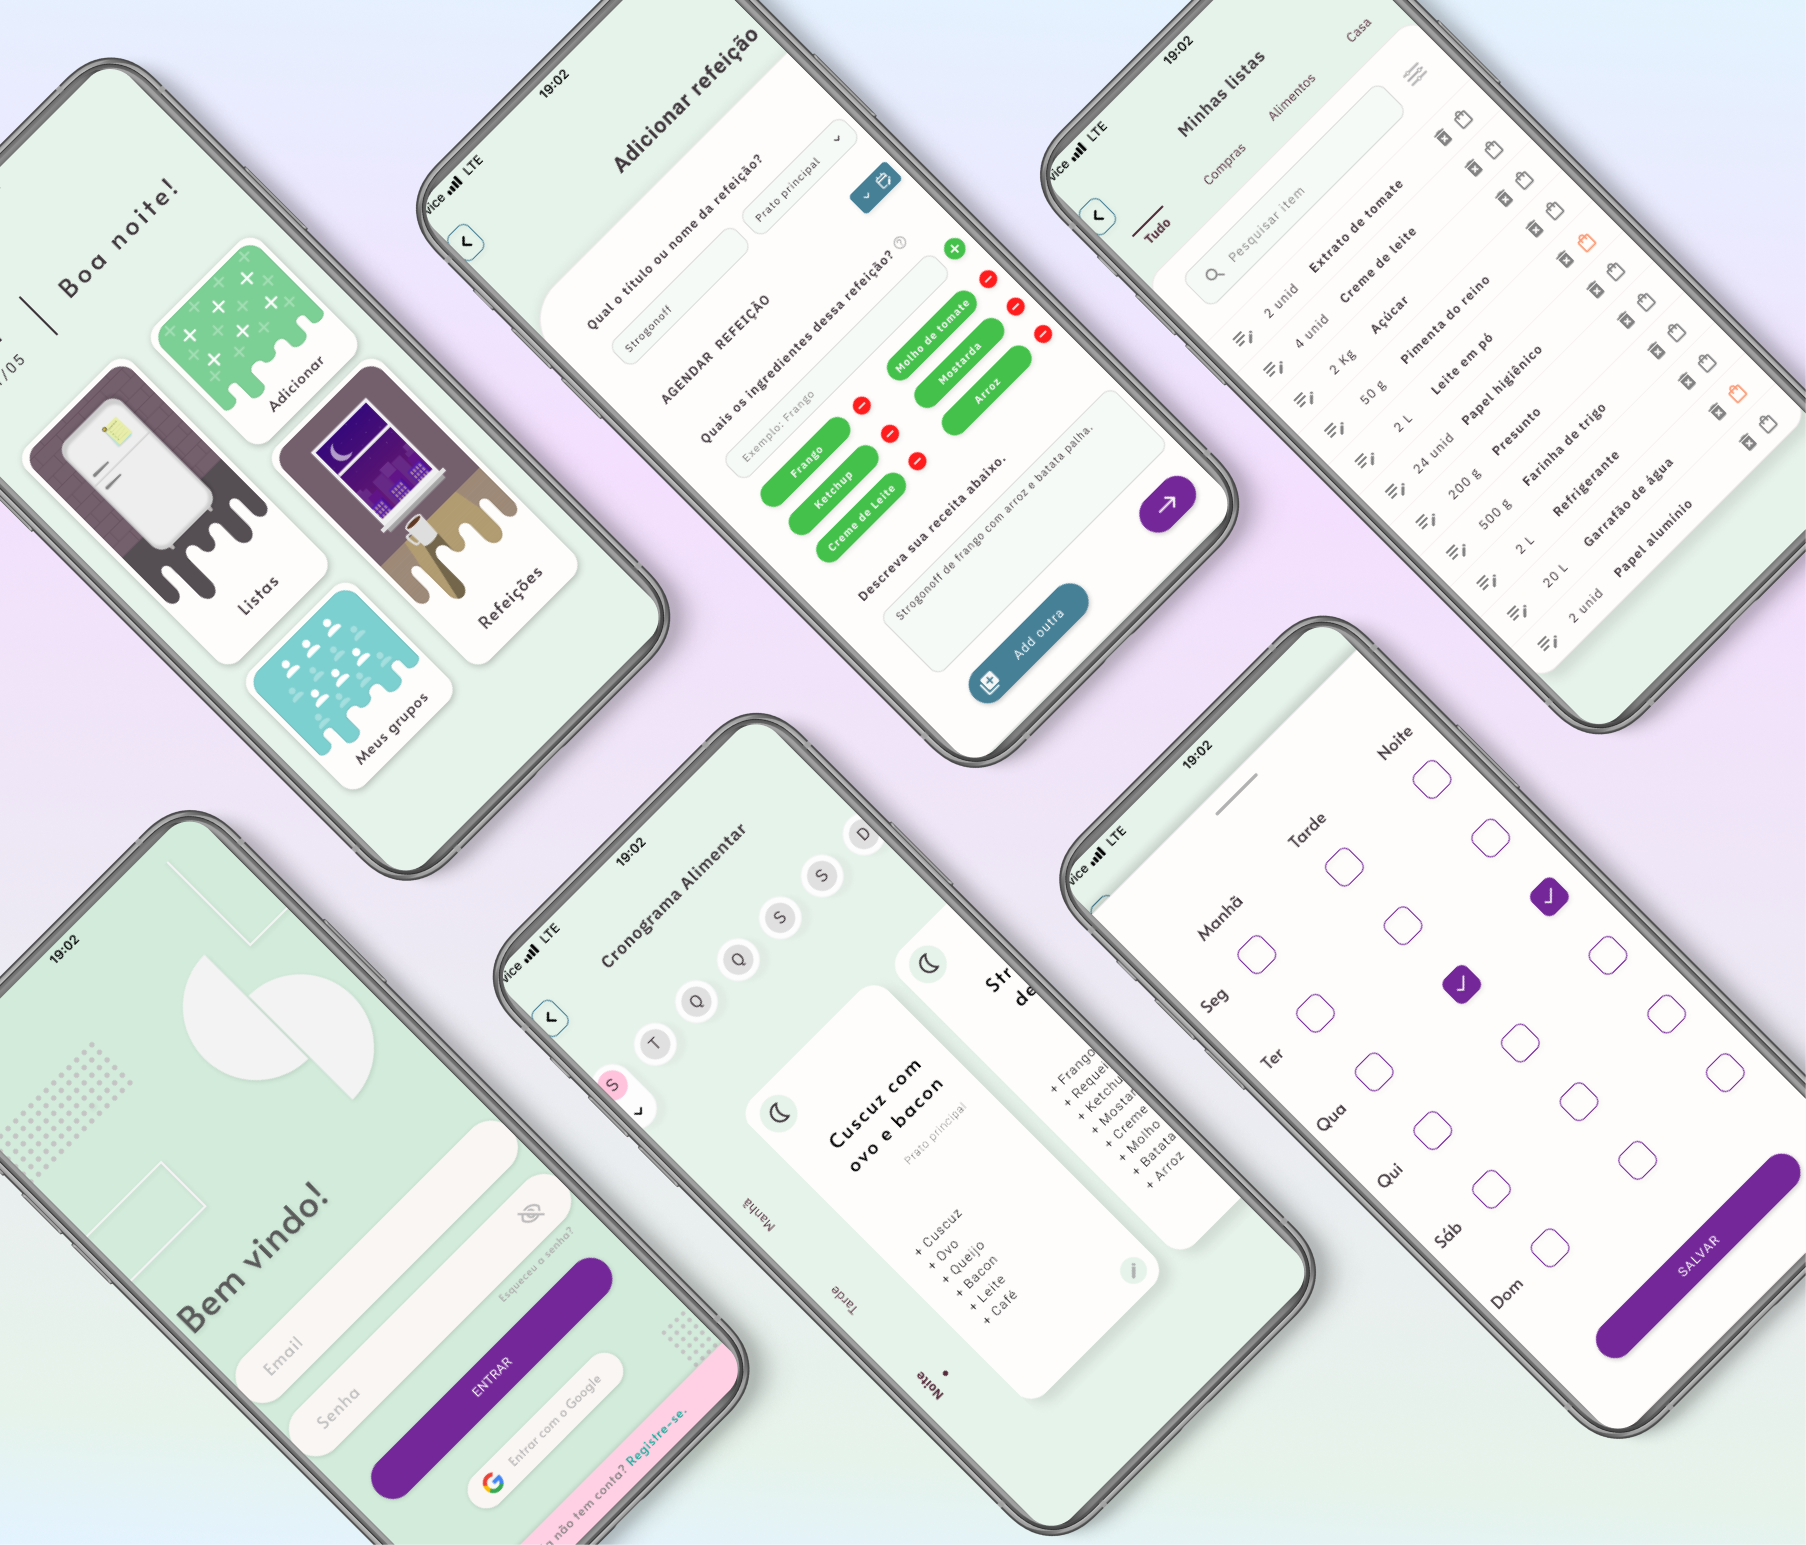 /05
Boa noite!
Adicionar
Listas
Refeições
Meus grupos
vice LTE
19:02
Adicionar refeição
Qual o título ou nome da refeição?
Strogonoff
Prato principal
AGENDAR REFEIÇÃO
Quais os ingredientes dessa refeição?
Exemplo: Frango
Frango
Molho de tomate
Ketchup
Mostarda
Creme de Leite
Arroz
Descreva sua receita abaixo.
Strogonoff de frango com arroz e batata palha.
Add outra
vice LTE
19:02
Minhas listas
Tudo
Compras
Alimentos
Casa
Pesquisar item
2 unid Extrato de tomate
4 unid Creme de leite
2 Kg Açúcar
50 g Pimenta do reino
2 L Leite em pó
24 unid Papel higiênico
200 g Presunto
500 g Farinha de trigo
2 L Refrigerante
20 L Garrafão de água
2 unid Papel alumínio
19:02
Bem vindo!
Email
Senha
Esqueceu a senha?
ENTRAR
Entrar com o Google
não tem conta? Registre-se.
vice LTE
19:02
Cronograma Alimentar
S
T
Q
Q
S
S
D
Manhã
Tarde
Noite
Cuscuz com
ovo e bacon
Prato principal
+ Cuscuz
+ Ovo
+ Queijo
+ Bacon
+ Leite
+ Café
i
Str
de
+ Frango
+ Requei
+ Ketchu
+ Mostar
+ Creme
+ Molho
+ Batata
+ Arroz
vice LTE
19:02
Manhã
Tarde
Noite
Seg
Ter
Qua
Qui
Sáb
Dom
SALVAR